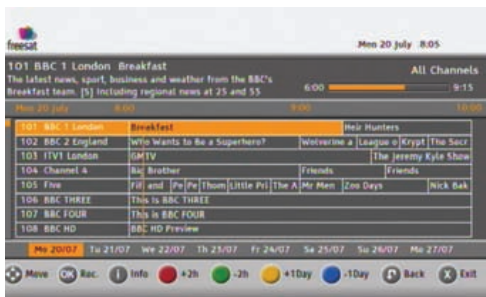 freesat
Mon 20 July 8:05
101 BBC 1 London Breakfast
All Channels
The latest news, sport, business and weather from the BBC's
Breakfast team. [5] Including regional news at 25 and 55
6:00 9:15
Mon 20 July 8:00 9:00 10:00
101 BBC 1 London Breakfast Heir Hunters
102 BBC 2 England Who Wants to Be a Superhero? Wolverine a League o Krypt The Secr
103 ITV1 London GMTV The Jeremy Kyle Show
104 Channel 4 Big Brother Friends Friends
105 Five Fif and Pe Pe Thom Little Pri The A Mr Men Zoo Days Nick Bak
106 BBC THREE This is BBC THREE
107 BBC FOUR This is BBC FOUR
108 BBC HD BBC HD Preview
Mo 20/07 Tu 21/07 We 22/07 Th 23/07 Fr 24/07 Sa 25/07 Su 26/07 Mo 27/07
Move OK Rec. i Info +2h -2h +1Day -1Day Back X Exit